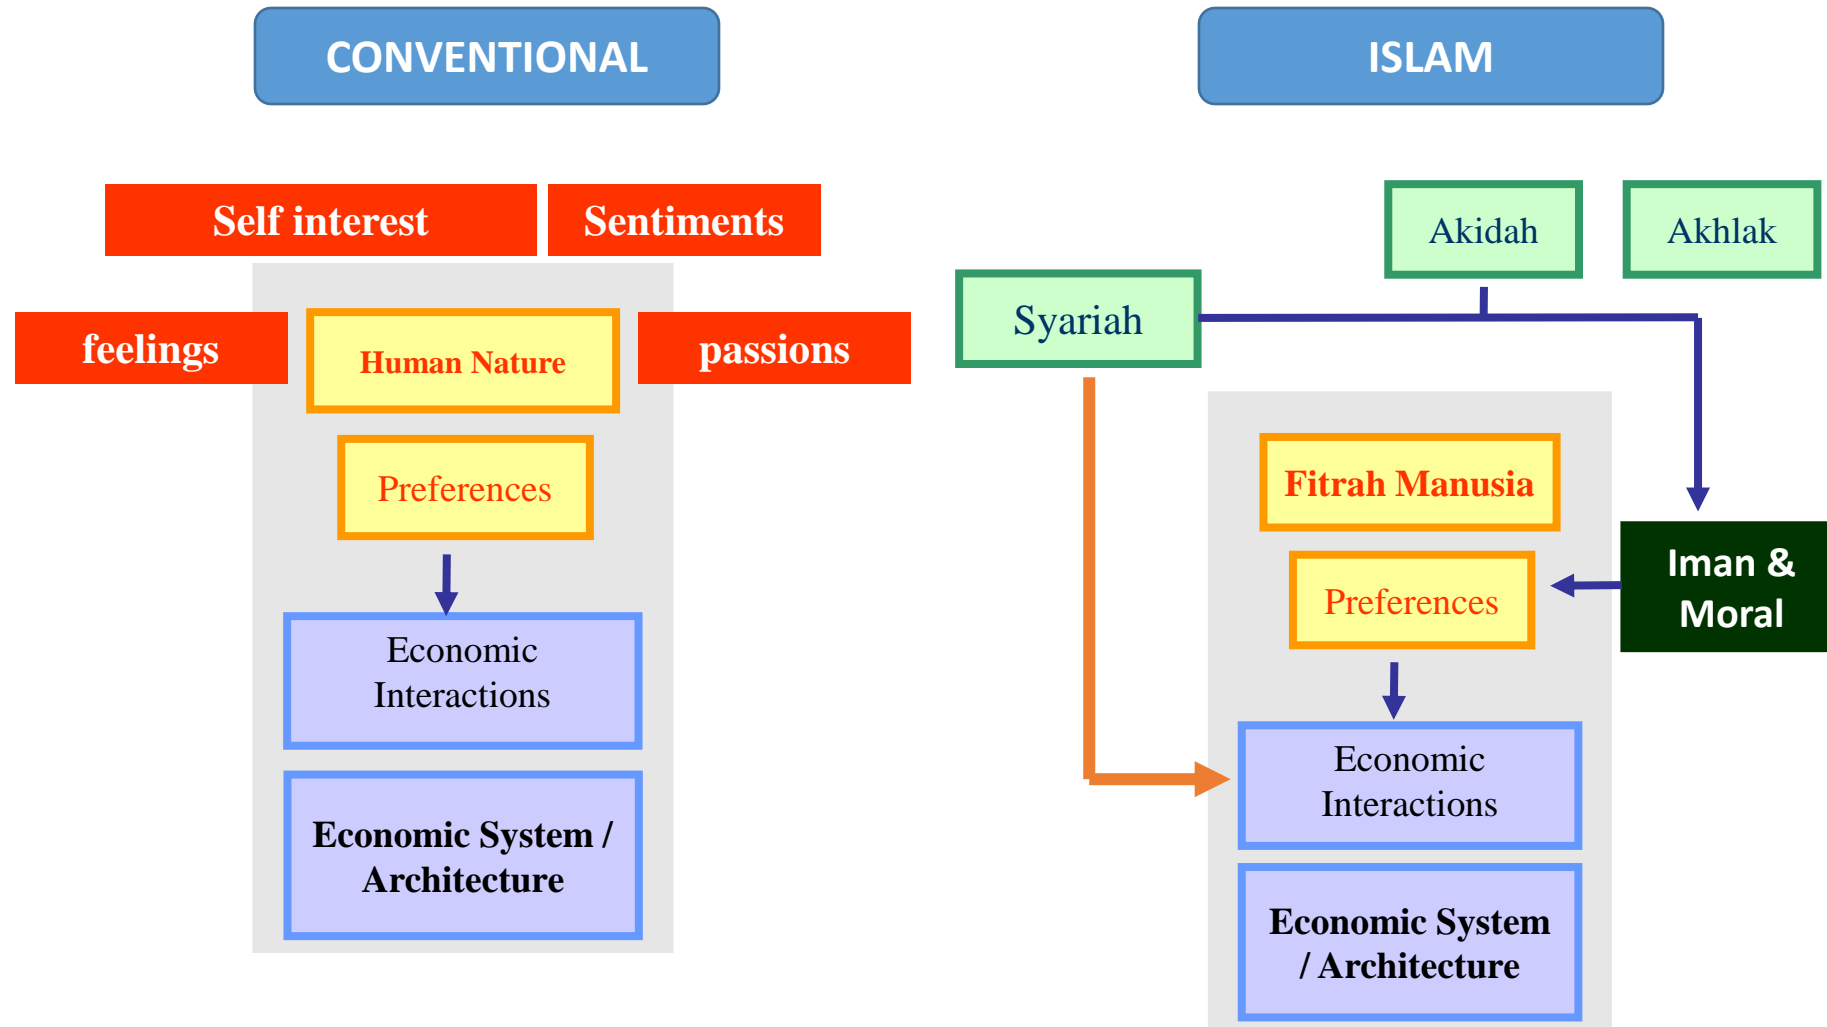 CONVENTIONAL
Self interest
Sentiments
feelings
Human Nature
passions
Preferences
Economic
Interactions
Economic System /
Architecture
ISLAM
Akidah
Akhlak
Syariah
Fitrah Manusia
Preferences
Iman &
Moral
Economic
Interactions
Economic System
/ Architecture